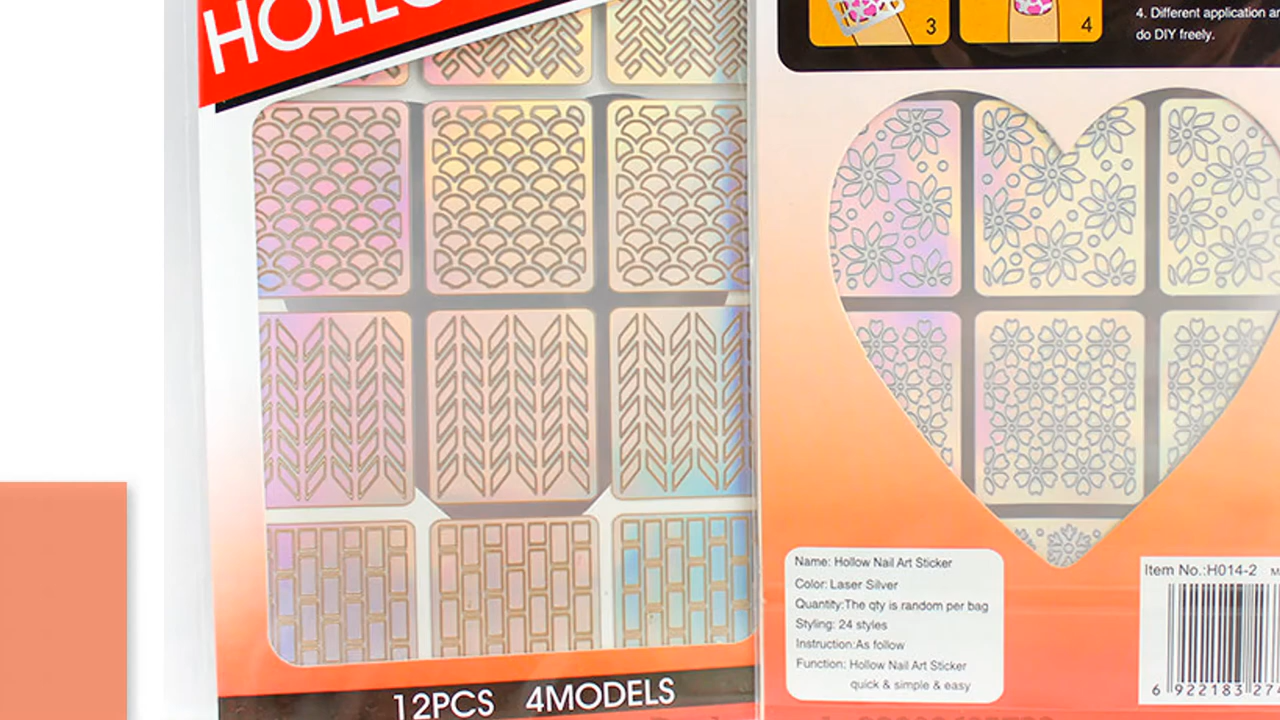 HOLLO
3
4
4. Different application a
do DIY freely.
Name: Hollow Nail Art Sticker
Color: Laser Silver
Quantity:The qty is random per bag
Styling: 24 styles
Instruction:As follow
Function: Hollow Nail Art Sticker
quick & simple & easy
Item No.:H014-2
6 922183 274
12PCS 4MODELS